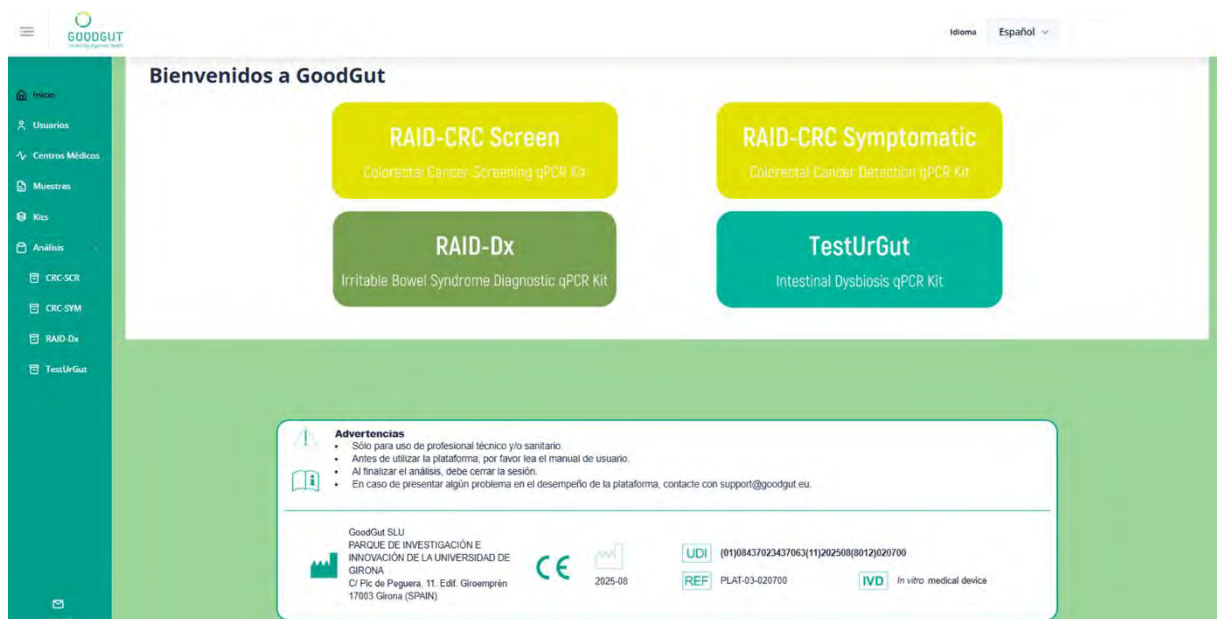 GOODGUT
Idioma
Español
Inicio
Usuarios
Centros Médicos
Muestras
Kits
Análisis
CRC-SCR
CRC-SYM
RAID-Dx
TestUrGut
Bienvenidos a GoodGut
RAID-CRC Screen
Colorectal Cancer Screening qPCR Kit
RAID-CRC Symptomatic
Colorectal Cancer Detection qPCR Kit
RAID-Dx
Irritable Bowel Syndrome Diagnostic qPCR Kit
TestUrGut
Intestinal Dysbiosis qPCR Kit
Advertencias
• Sólo para uso de profesional técnico y/o sanitario.
• Antes de utilizar la plataforma, por favor lea el manual de usuario.
• Al finalizar el análisis, debe cerrar la sesión.
• En caso de presentar algún problema en el desempeño de la plataforma, contacte con support@goodgut.eu.
GoodGut SLU
PARQUE DE INVESTIGACIÓN E
INNOVACIÓN DE LA UNIVERSIDAD DE
GIRONA
C/ Pic de Peguera, 11. Edif. Giroemprèn
17003 Girona (SPAIN)
CE
2025-08
UDI (01)08437023437063(11)202508(8012)020700
REF PLAT-03-020700
IVD In vitro medical device